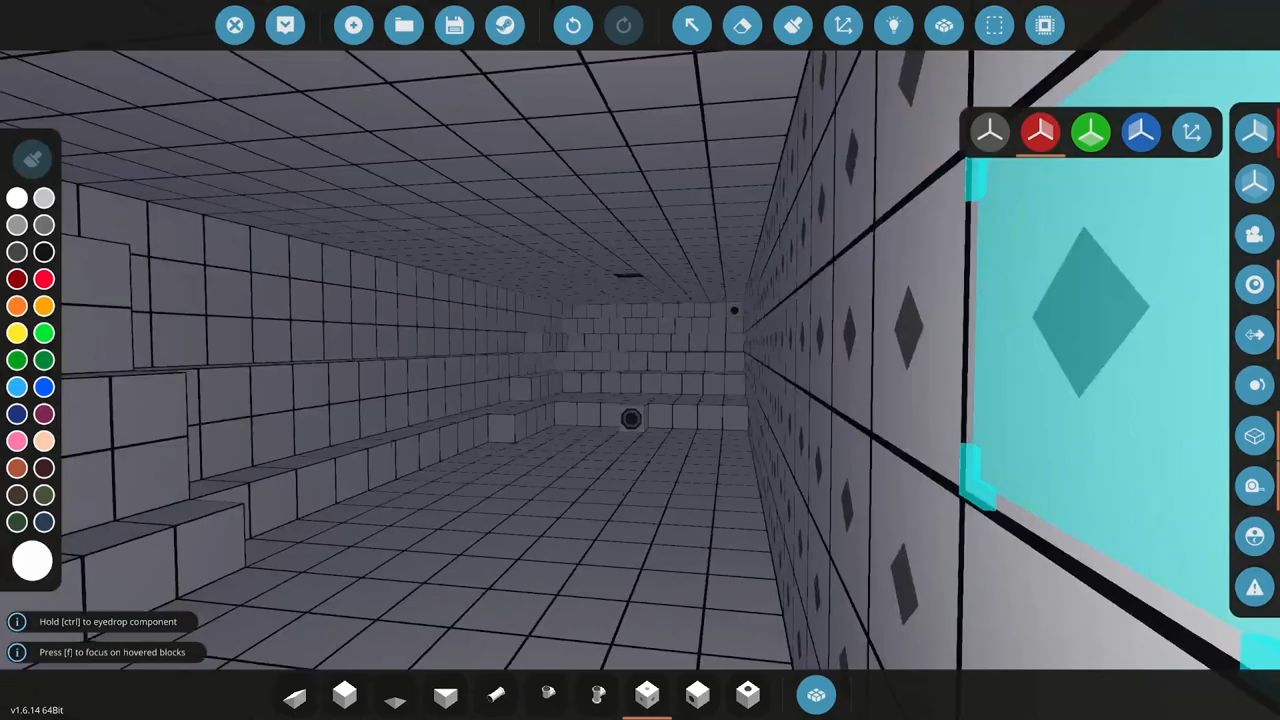 Hold [ctrl] to eyedrop component
Press [f] to focus on hovered blocks
v1.6.14 64Bit